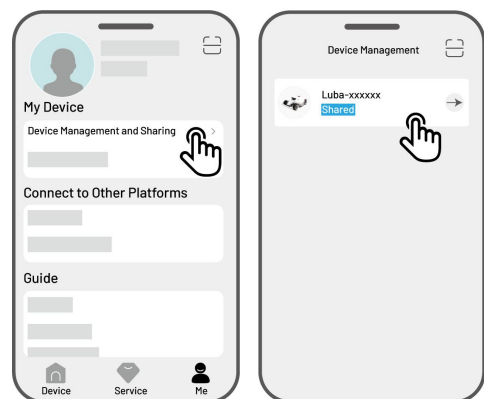 My Device
Device Management and Sharing
Connect to Other Platforms
Guide
Device Service Me
Device Management
Luba-xxxxxx
Shared